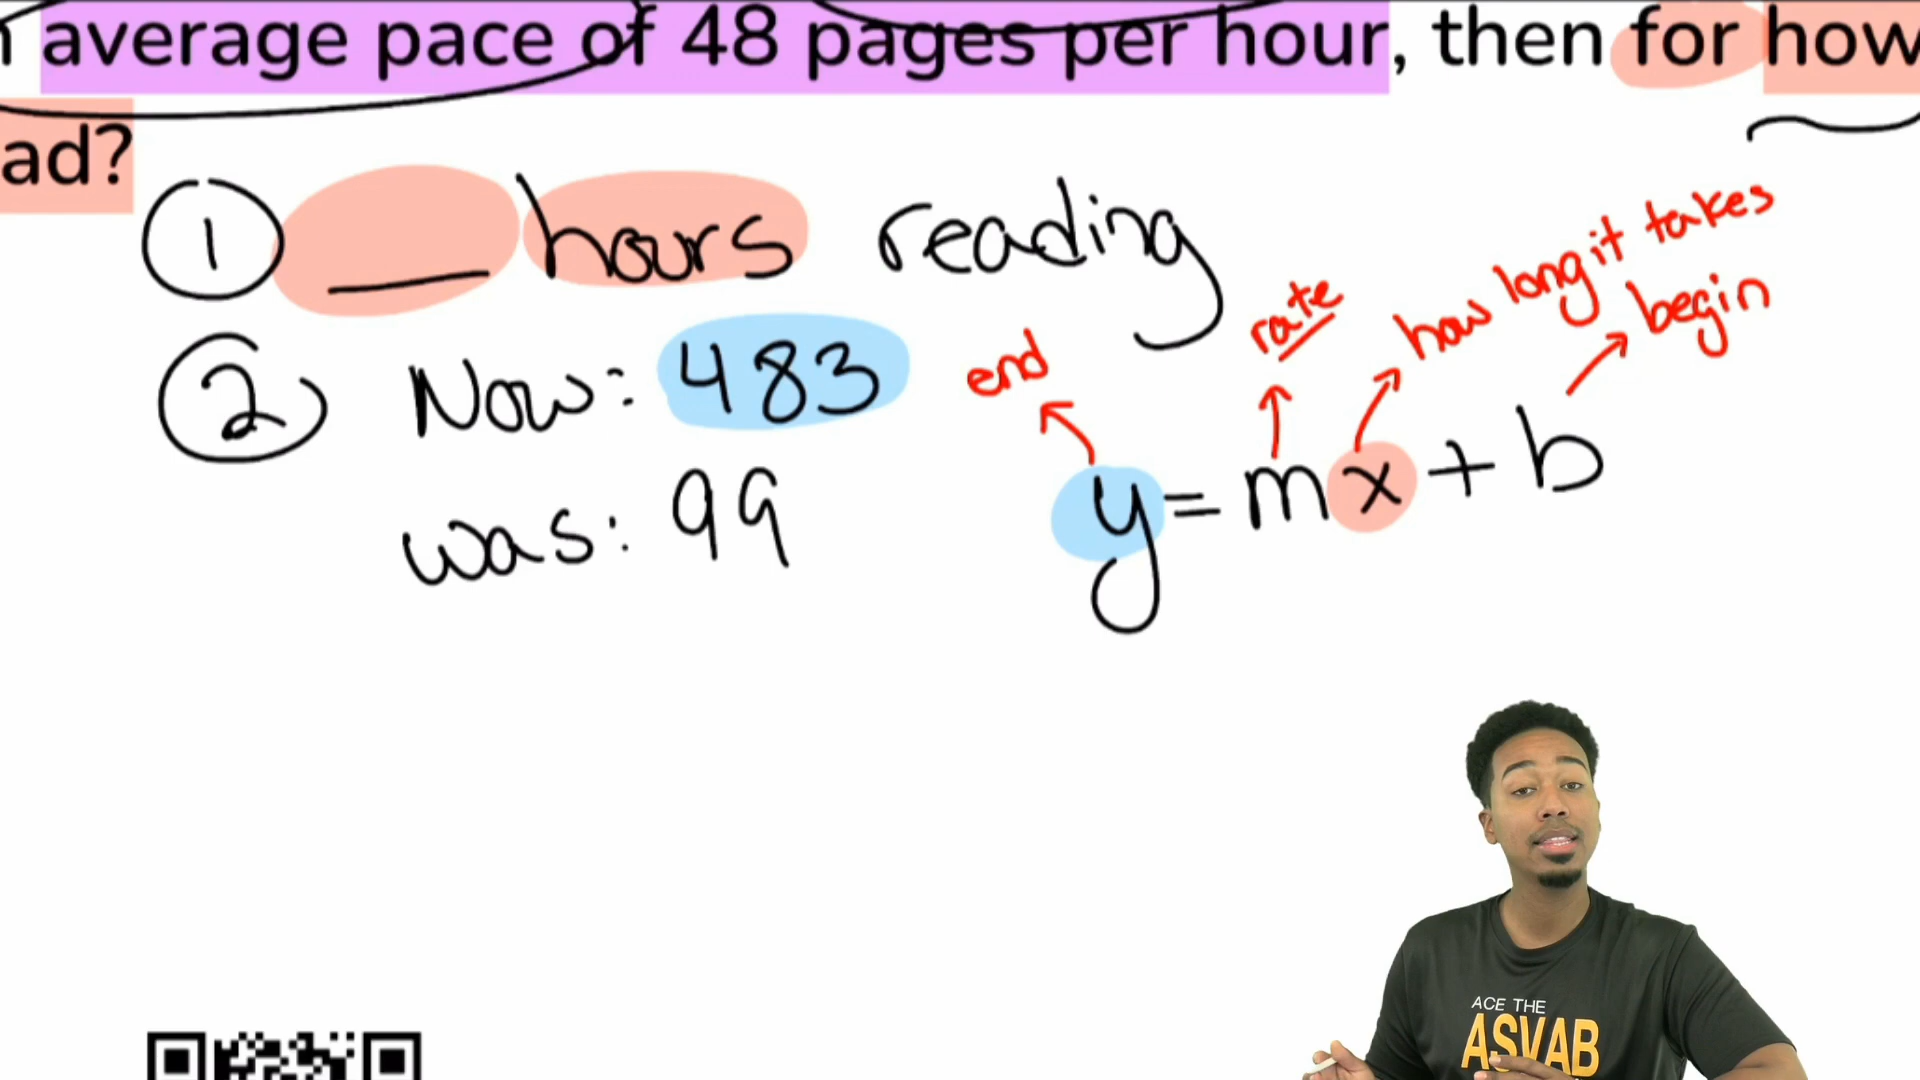 average pace of 48 pages per hour, then for how
ad?
1 __ hours reading
2 Now: 483
was: 99
end
rate
how long it takes
begin
y = mx + b
ACE THE
ASVAB